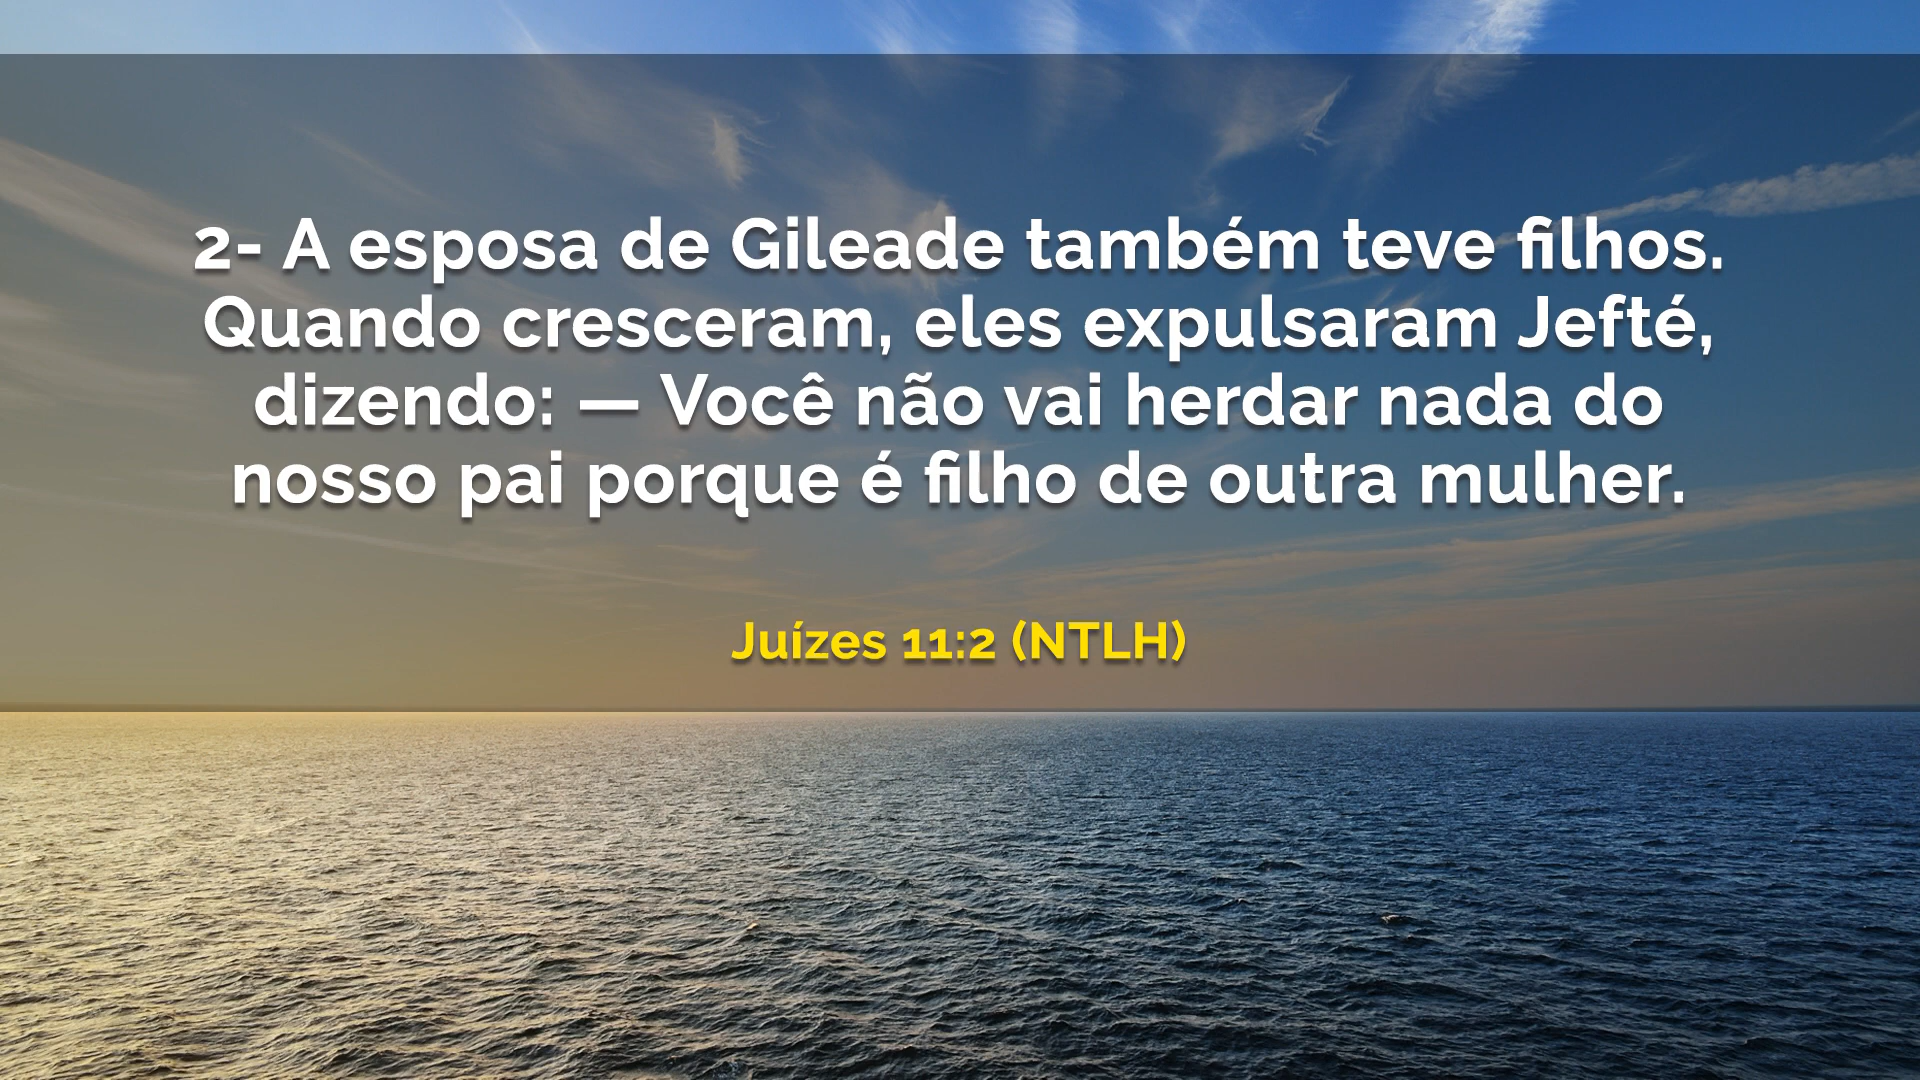 2- A esposa de Gileade também teve filhos.
Quando cresceram, eles expulsaram Jefté,
dizendo: — Você não vai herdar nada do
nosso pai porque é filho de outra mulher.
Juízes 11:2 (NTLH)